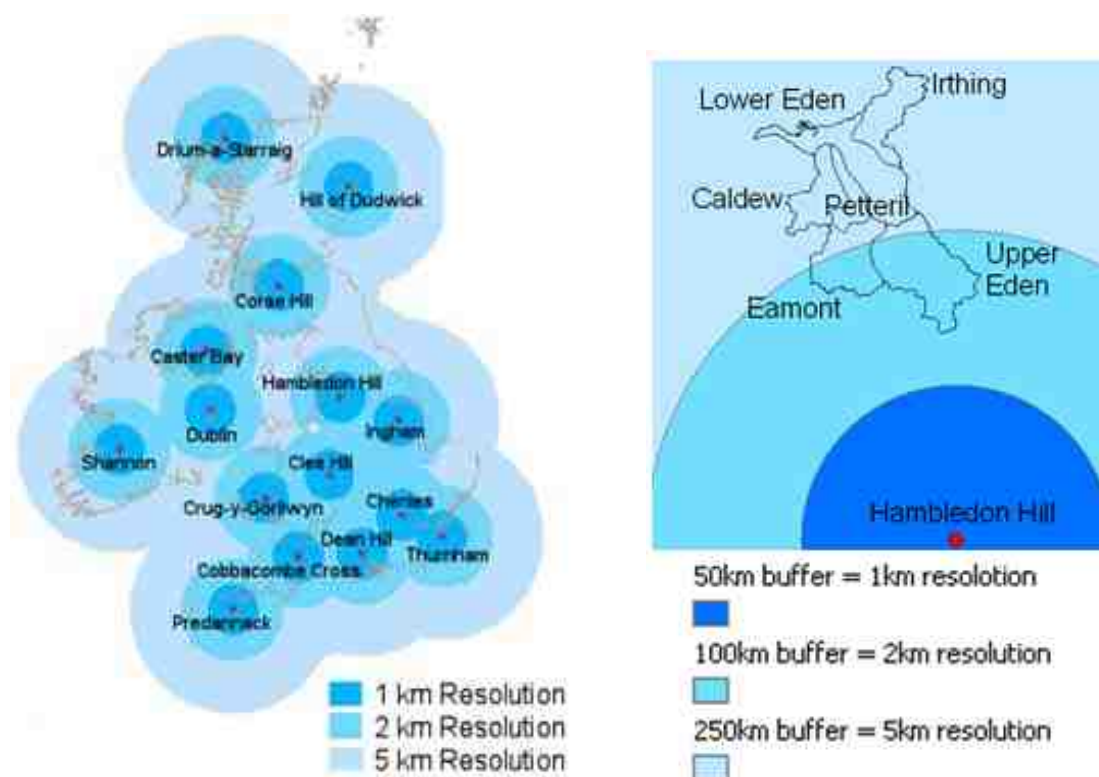 Drium-a-Starraig
Hill of Dudwick
Corse Hill
Castor Bay
Hambledon Hill
Dublin
Ingham
Shannon
Clee Hill
Crug-y-Gorllwyn
Chenies
Dean Hill
Thurnham
Cobbacombe Cross
Predannack
1 km Resolution
2 km Resolution
5 km Resolution
Irthing
Lower Eden
Caldew
Petteril
Upper
Eden
Eamont
Hambledon Hill
50km buffer = 1km resolotion
100km buffer = 2km resolution
250km buffer = 5km resolution